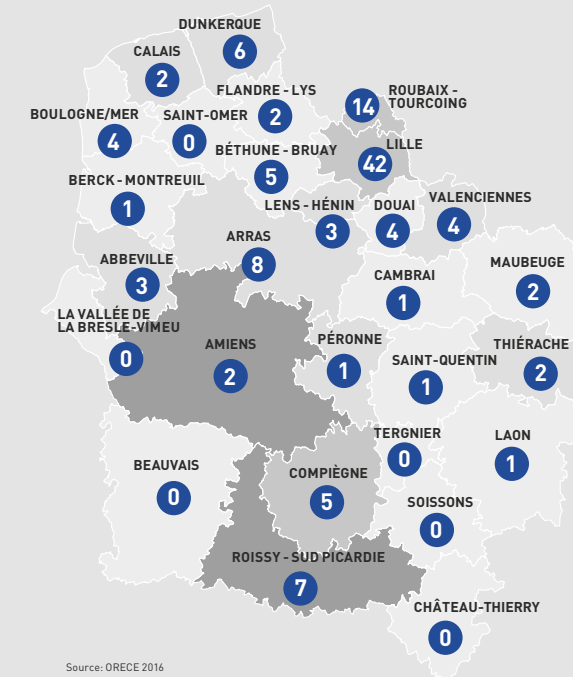 DUNKERQUE
6
CALAIS
2
FLANDRE - LYS
2
ROUBAIX -
TOURCOING
14
BOULOGNE/MER
4
SAINT-OMER
0
LILLE
42
BÉTHUNE - BRUAY
5
BERCK - MONTREUIL
1
LENS - HÉNIN
3
DOUAI
4
VALENCIENNES
4
ARRAS
8
ABBEVILLE
3
CAMBRAI
1
MAUBEUGE
2
LA VALLÉE DE
LA BRESLE-VIMEU
0
AMIENS
2
PÉRONNE
1
SAINT-QUENTIN
1
THIÉRACHE
2
TERGNIER
0
LAON
1
BEAUVAIS
0
COMPIÈGNE
5
SOISSONS
0
ROISSY - SUD PICARDIE
7
CHÂTEAU-THIERRY
0
Source: ORECE 2016